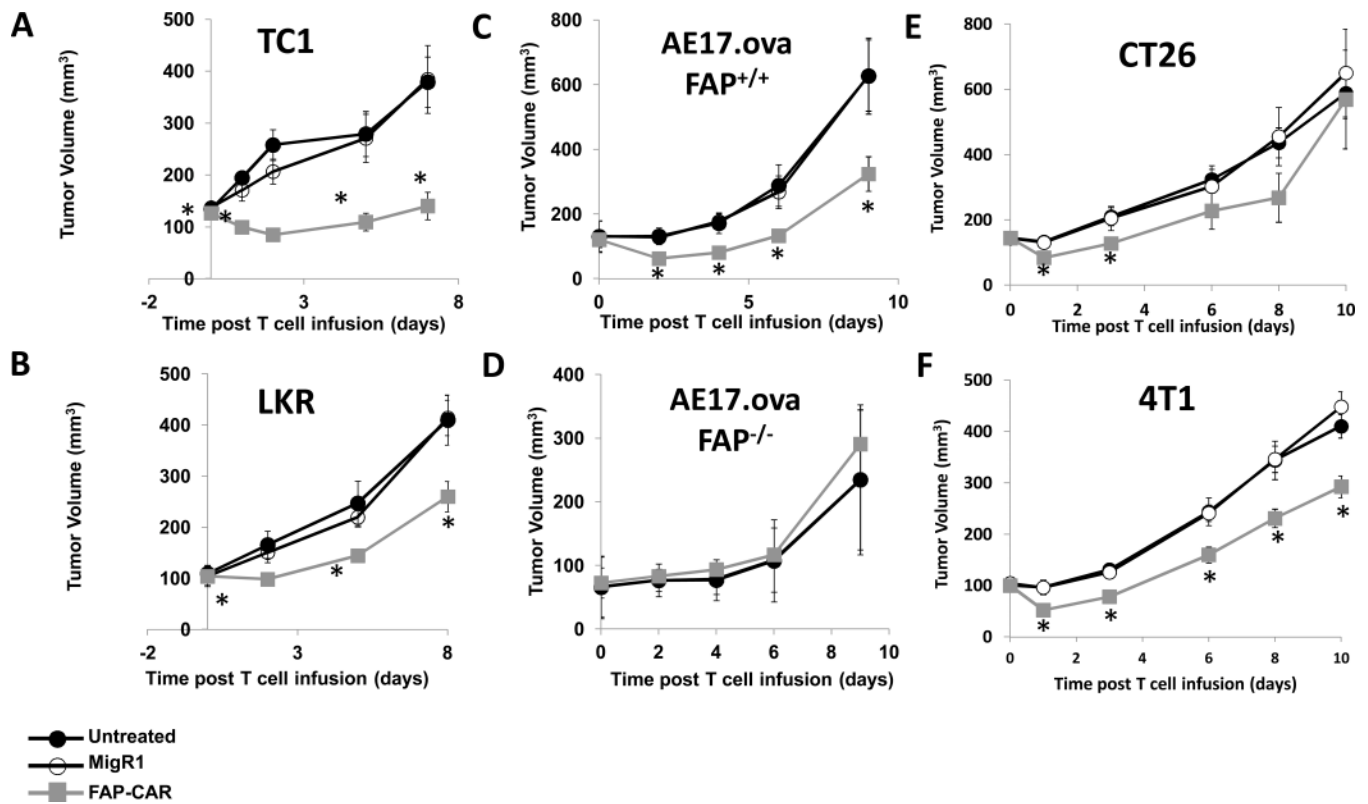 A
TC1
Tumor Volume (mm³)
500
400
300
200
100
0
-2
3
8
Time post T cell infusion (days)
*
*
*
*
C
AE17.ova
FAP+/+
Tumor Volume (mm³)
800
600
400
200
0
0
5
10
Time post T cell infusion (days)
*
*
*
*
E
CT26
Tumor Volume (mm³)
800
600
400
200
0
0
2
4
6
8
10
Time post T cell infusion (days)
*
*
B
LKR
Tumor Volume (mm³)
500
400
300
200
100
0
-2
3
8
Time post T cell infusion (days)
*
*
*
D
AE17.ova
FAP-/-
Tumor Volume (mm³)
400
300
200
100
0
0
2
4
6
8
10
Time post T cell infusion (days)
F
4T1
Tumor Volume (mm³)
500
400
300
200
100
0
0
2
4
6
8
10
Time post T cell infusion (days)
*
*
*
*
*
Untreated
MigR1
FAP-CAR